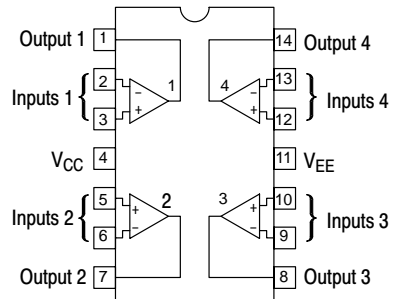 Output 1 1
14 Output 4
1
4
Inputs 1 2 - + 3
13 - + 12 Inputs 4
VCC 4
11 VEE
2
3
Inputs 2 5 + - 6
10 + - 9 Inputs 3
Output 2 7
8 Output 3